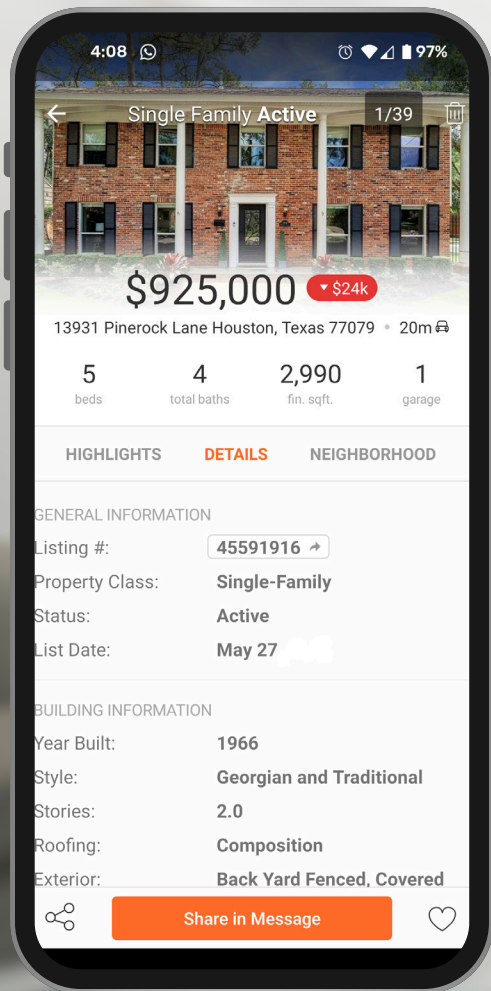 4:08 97%
Single Family Active 1/39
$925,000 $24k
13931 Pinerock Lane Houston, Texas 77079 • 20m
5 4 2,990 1
beds total baths fin. sqft. garage
HIGHLIGHTS DETAILS NEIGHBORHOOD
GENERAL INFORMATION
Listing #: 45591916
Property Class: Single-Family
Status: Active
List Date: May 27
BUILDING INFORMATION
Year Built: 1966
Style: Georgian and Traditional
Stories: 2.0
Roofing: Composition
Exterior: Back Yard Fenced, Covered
Share in Message